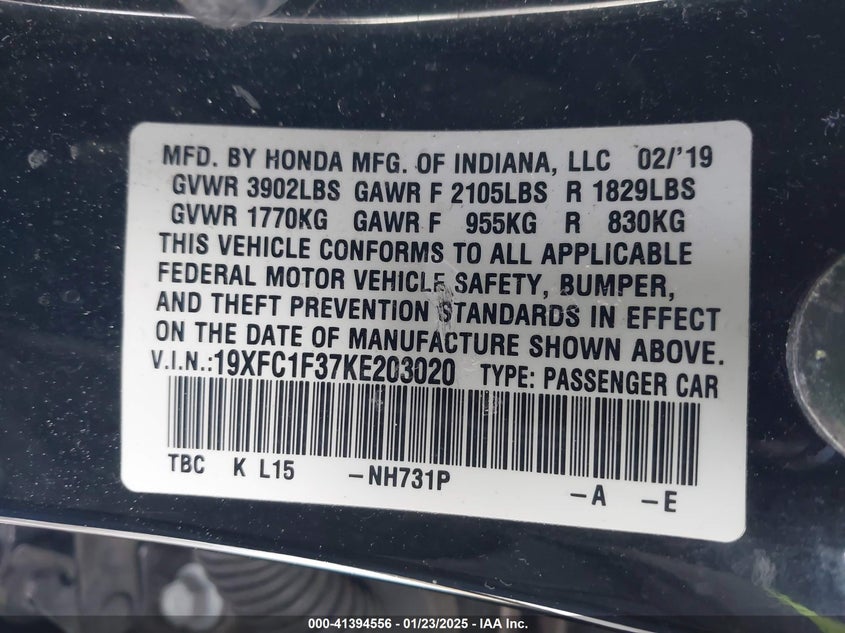 MFD. BY HONDA MFG. OF INDIANA, LLC 02/'19
GVWR 3902LBS GAWR F 2105LBS R 1829LBS
GVWR 1770KG GAWR F 955KG R 830KG
THIS VEHICLE CONFORMS TO ALL APPLICABLE
FEDERAL MOTOR VEHICLE SAFETY, BUMPER,
AND THEFT PREVENTION STANDARDS IN EFFECT
ON THE DATE OF MANUFACTURE SHOWN ABOVE.
V.I.N.:19XFC1F37KE203020 TYPE: PASSENGER CAR
TBC K L15 -NH731P -A -E
000-41394556 - 01/23/2025 - IAA Inc.